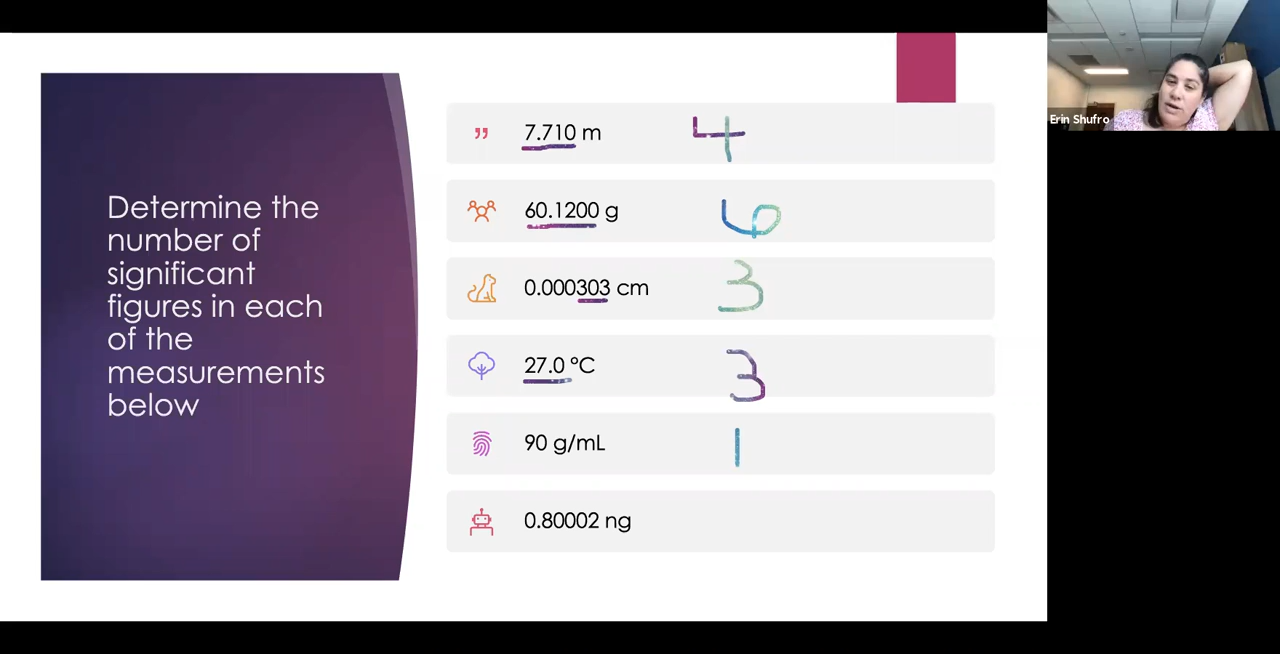 Determine the
number of
significant
figures in each
of the
measurements
below
7.710 m 4
60.1200 g 6
0.000303 cm 3
27.0 °C 3
90 g/mL 1
0.80002 ng
Erin Shufro